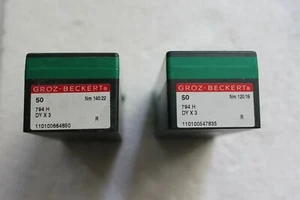 GROZ-BECKERT®
50 Nm 140/22
794 H
DY X 3
R
GROZ-BECKERT®
50 Nm 120/19
794 H
DY X 3
R